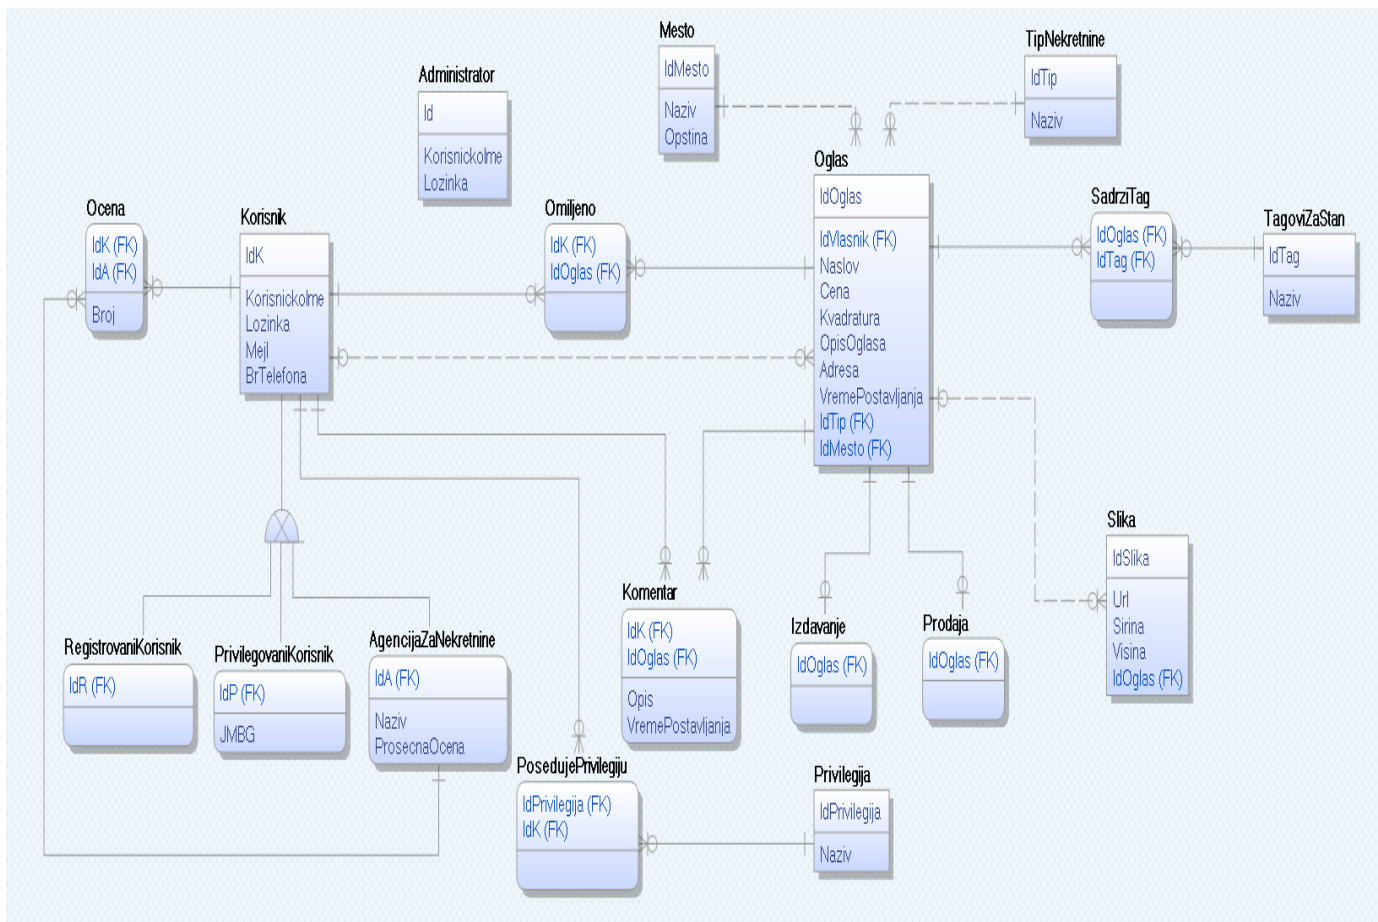 Mesto
IdMesto
Naziv
Opstina
TipNekretnine
IdTip
Naziv
Administrator
Id
KorisnickoIme
Lozinka
Oglas
IdOglas
IdVlasnik (FK)
Naslov
Cena
Kvadratura
OpisOglasa
Adresa
VremePostavljanja
IdTip (FK)
IdMesto (FK)
Ocena
IdK (FK)
IdA (FK)
Broj
Korisnik
IdK
KorisnickoIme
Lozinka
Mejl
BrTelefona
Omiljeno
IdK (FK)
IdOglas (FK)
SadrziTag
IdOglas (FK)
IdTag (FK)
TagoviZaStan
IdTag
Naziv
Slika
IdSlika
Url
Sirina
Visina
IdOglas (FK)
RegistrovaniKorisnik
IdR (FK)
PrivilegovaniKorisnik
IdP (FK)
JMBG
AgencijaZaNekretnine
IdA (FK)
Naziv
ProsecnaOcena
Komentar
IdK (FK)
IdOglas (FK)
Opis
VremePostavljanja
Izdavanje
IdOglas (FK)
Prodaja
IdOglas (FK)
PosedujePrivilegiju
IdPrivilegija (FK)
IdK (FK)
Privilegija
IdPrivilegija
Naziv